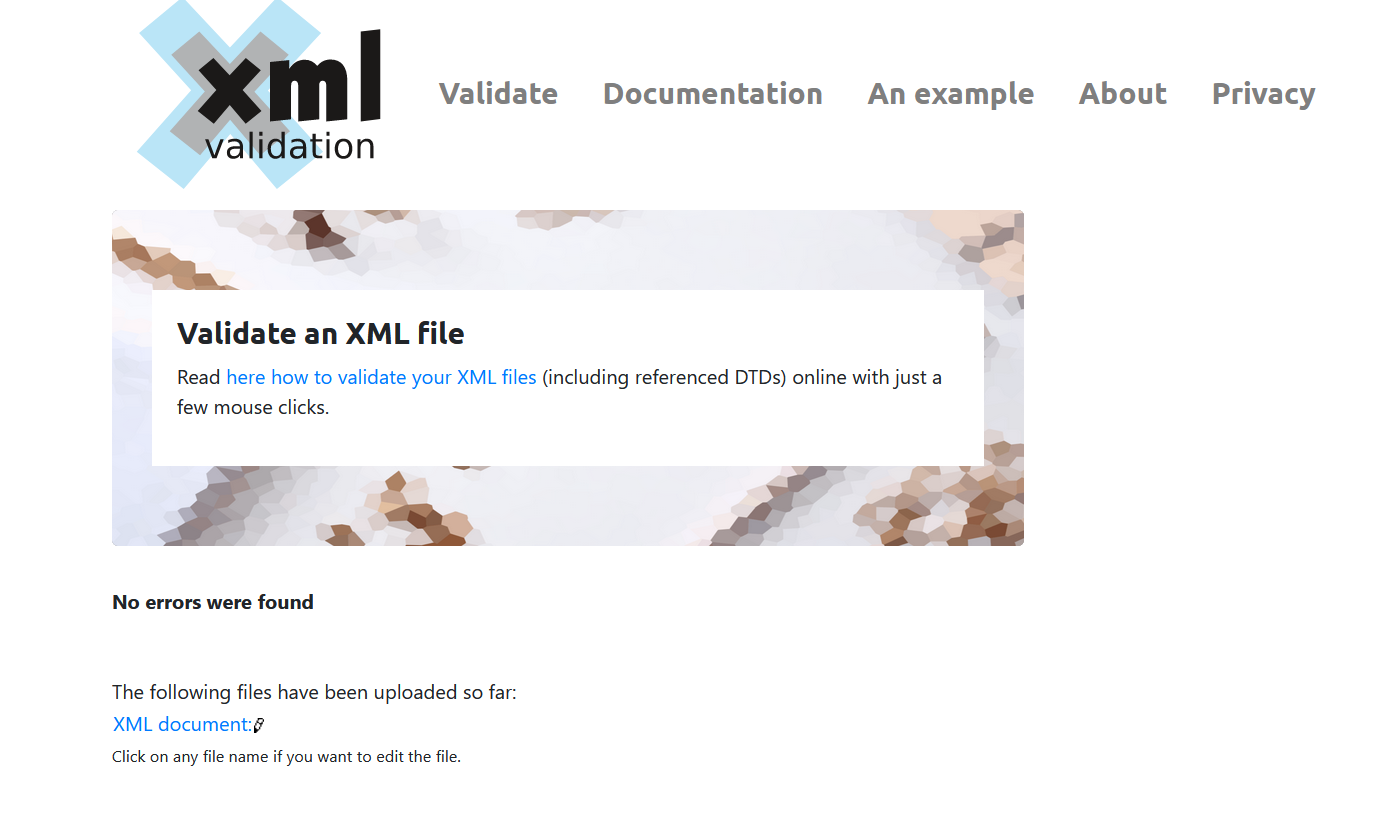 xml
validation
Validate
Documentation
An example
About
Privacy
Validate an XML file
Read here how to validate your XML files (including referenced DTDs) online with just a
few mouse clicks.
No errors were found
The following files have been uploaded so far:
XML document:
Click on any file name if you want to edit the file.